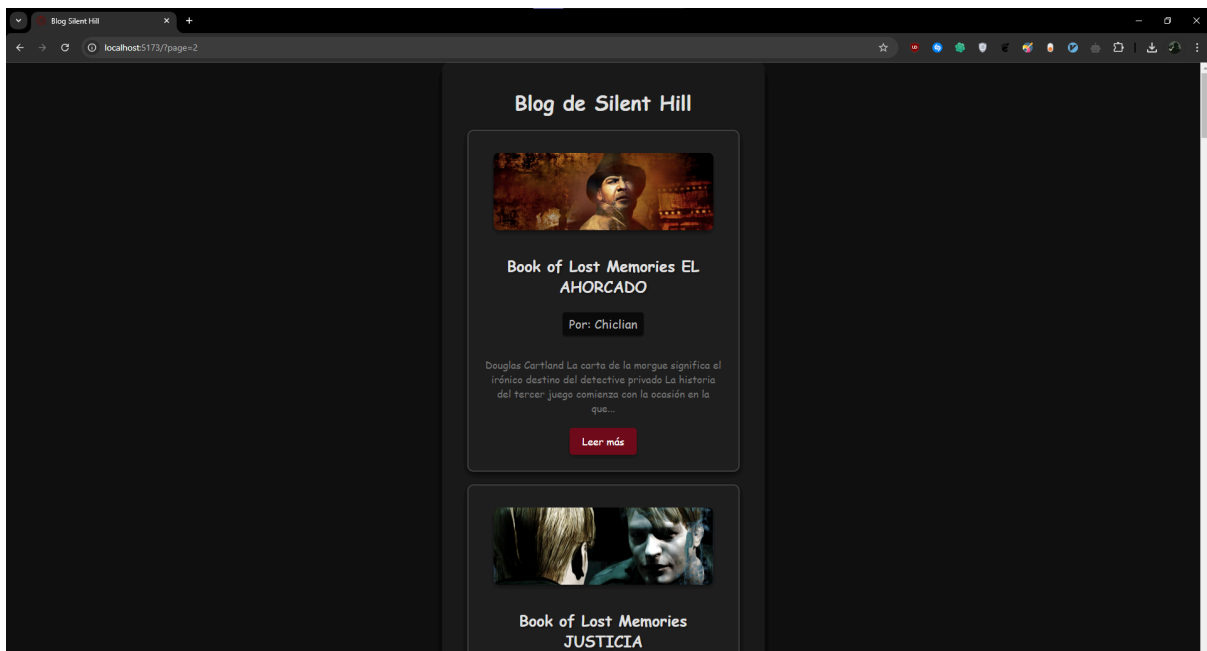 Blog Silent Hill
localhost:5173/?page=2
Blog de Silent Hill
Book of Lost Memories EL
AHORCADO
Por: Chiclian
Douglas Cartland La carta de la morgue significa el
irónico destino del detective privado La historia
del tercer juego comienza con la ocasión en la
que...
Leer más
Book of Lost Memories
JUSTICIA